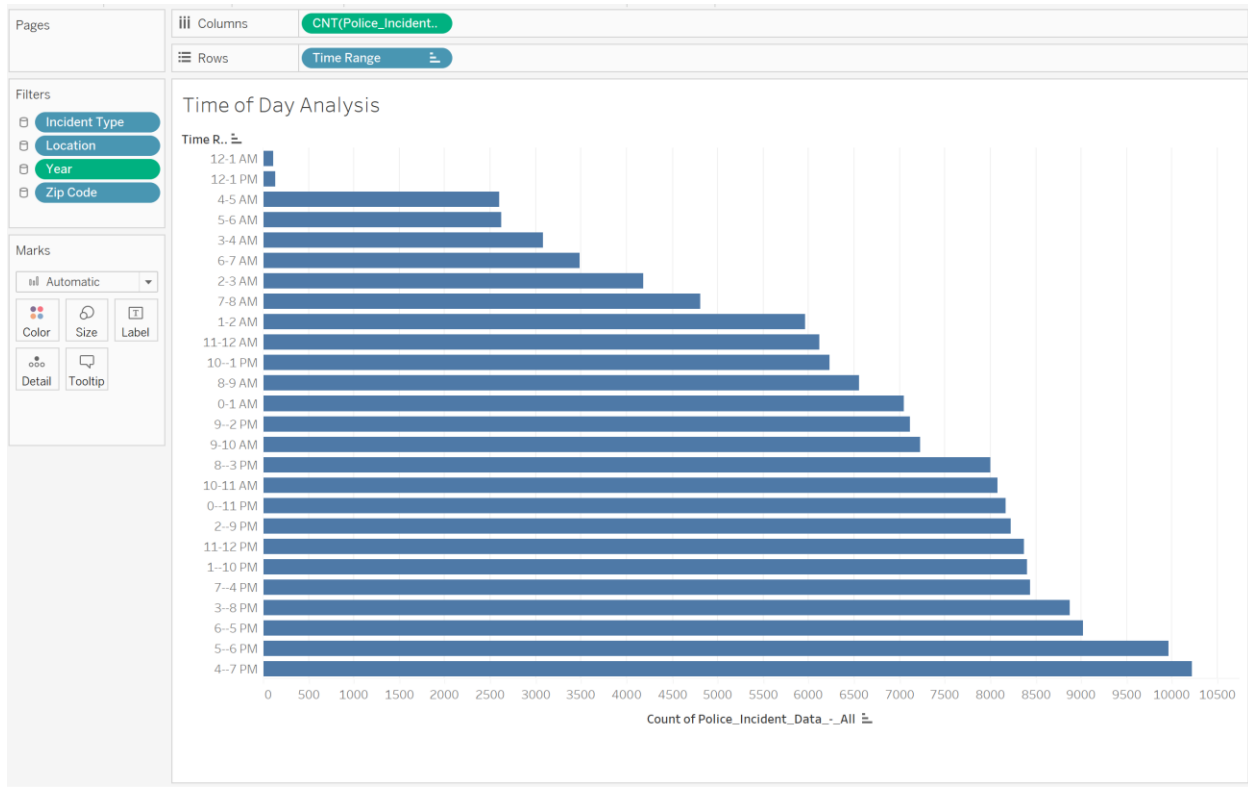 Pages
Columns
CNT(Police_Incident..
Rows
Time Range
Filters
Incident Type
Location
Year
Zip Code
Marks
Automatic
Color
Size
Label
Detail
Tooltip
Time of Day Analysis
Time R..
12-1 AM
12-1 PM
4-5 AM
5-6 AM
3-4 AM
6-7 AM
2-3 AM
7-8 AM
1-2 AM
11-12 AM
10--1 PM
8-9 AM
0-1 AM
9--2 PM
9-10 AM
8--3 PM
10-11 AM
0--11 PM
2--9 PM
11-12 PM
1--10 PM
7--4 PM
3--8 PM
6--5 PM
5--6 PM
4--7 PM
0 500 1000 1500 2000 2500 3000 3500 4000 4500 5000 5500 6000 6500 7000 7500 8000 8500 9000 9500 10000 10500
Count of Police_Incident_Data_-_All